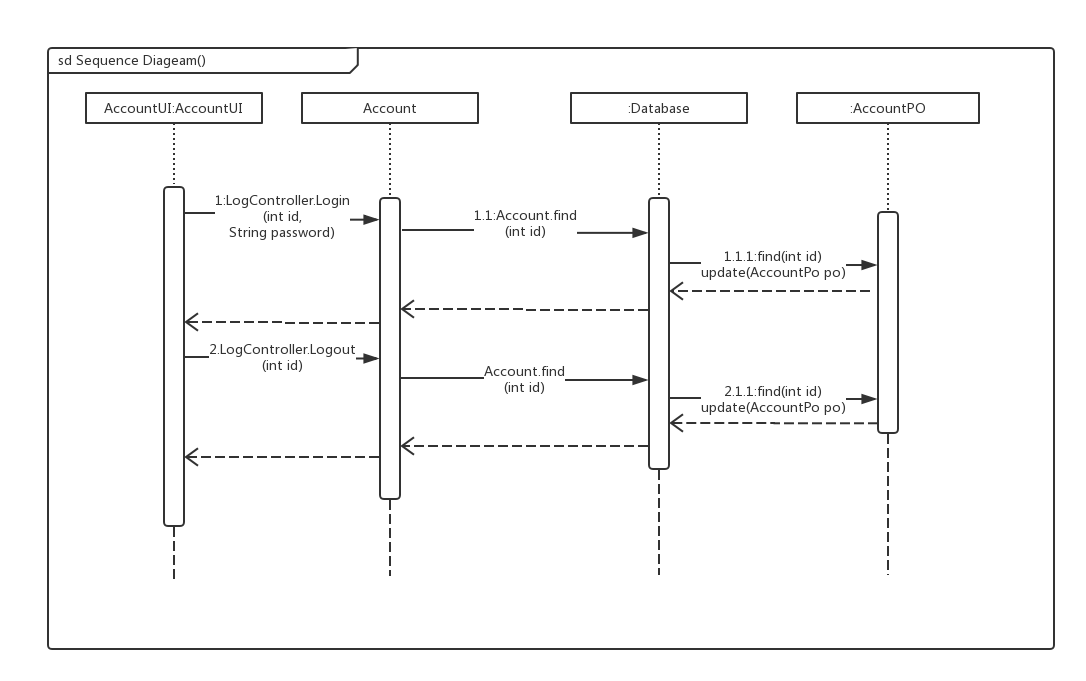 sd Sequence Diageam()
AccountUI:AccountUI
Account
:Database
:AccountPO
1:LogController.Login
(int id,
String password)
1.1:Account.find
(int id)
1.1.1:find(int id)
update(AccountPo po)
2.LogController.Logout
(int id)
Account.find
(int id)
2.1.1:find(int id)
update(AccountPo po)